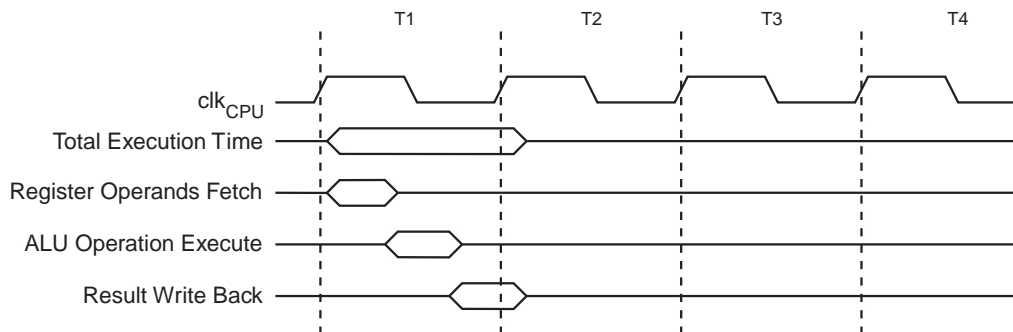 T1 T2 T3 T4
clkCPU
Total Execution Time
Register Operands Fetch
ALU Operation Execute
Result Write Back